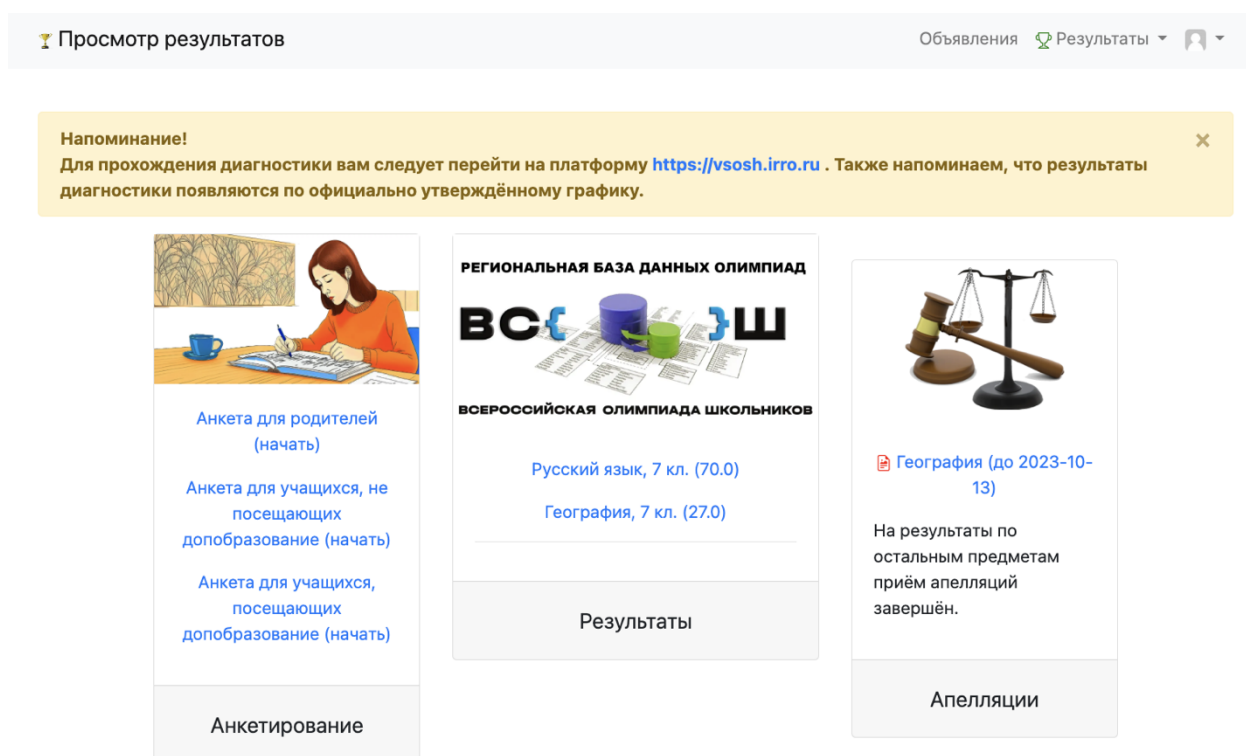 Просмотр результатов
Объявления
Результаты
Напоминание!
Для прохождения диагностики вам следует перейти на платформу https://vsosh.irro.ru . Также напоминаем, что результаты
диагностики появляются по официально утверждённому графику.
×
Анкета для родителей
(начать)
Анкета для учащихся, не
посещающих
допобразование (начать)
Анкета для учащихся,
посещающих
допобразование (начать)
Анкетирование
РЕГИОНАЛЬНАЯ БАЗА ДАННЫХ ОЛИМПИАД
ВС{ }Ш
ВСЕРОССИЙСКАЯ ОЛИМПИАДА ШКОЛЬНИКОВ
Русский язык, 7 кл. (70.0)
География, 7 кл. (27.0)
Результаты
География (до 2023-10-
13)
На результаты по
остальным предметам
приём апелляций
завершён.
Апелляции